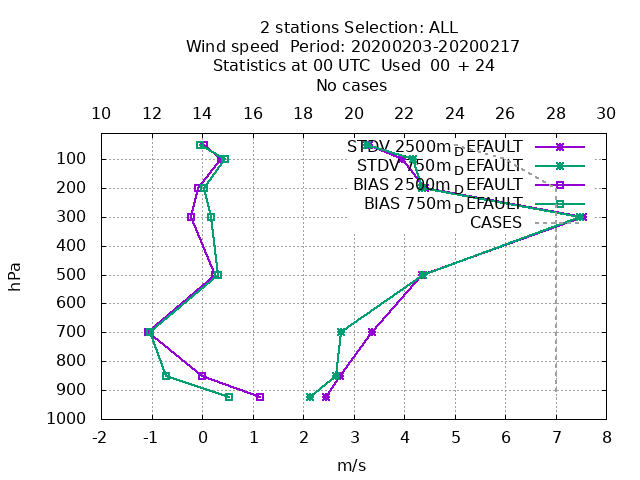 2 stations Selection: ALL
Wind speed  Period: 20200203-20200217
Statistics at 00 UTC  Used  00 + 24
No cases
10 12 14 16 18 20 22 24 26 28 30
STDV 2500m_DEFAULT
100
STDV 750m_DEFAULT
BIAS 2500m_DEFAULT
200
BIAS 750m_DEFAULT
300
CASES
400
hPa
500
600
700
800
900
1000
-2 -1 0 1 2 3 4 5 6 7 8
m/s